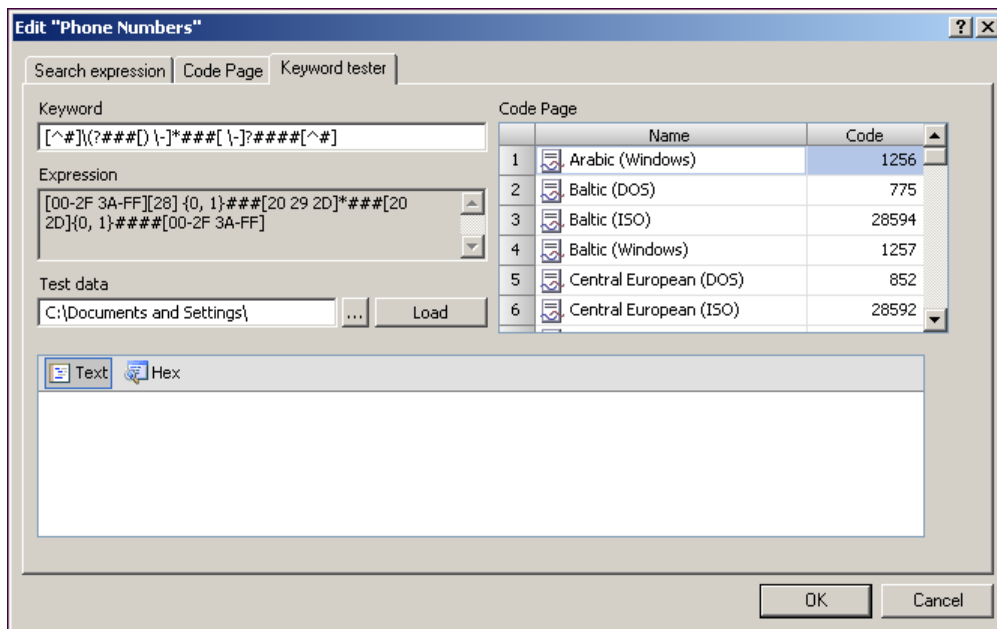 Edit "Phone Numbers"
Search expression Code Page Keyword tester
Keyword
[^#]\(?###[) \-]*###[ \-]?####[^#]
Expression
[00-2F 3A-FF][28] {0, 1}###[20 29 2D]*###[20
2D]{0, 1}####[00-2F 3A-FF]
Test data
C:\Documents and Settings\ ... Load
Code Page
Name Code
1 Arabic (Windows) 1256
2 Baltic (DOS) 775
3 Baltic (ISO) 28594
4 Baltic (Windows) 1257
5 Central European (DOS) 852
6 Central European (ISO) 28592
Text Hex
OK Cancel